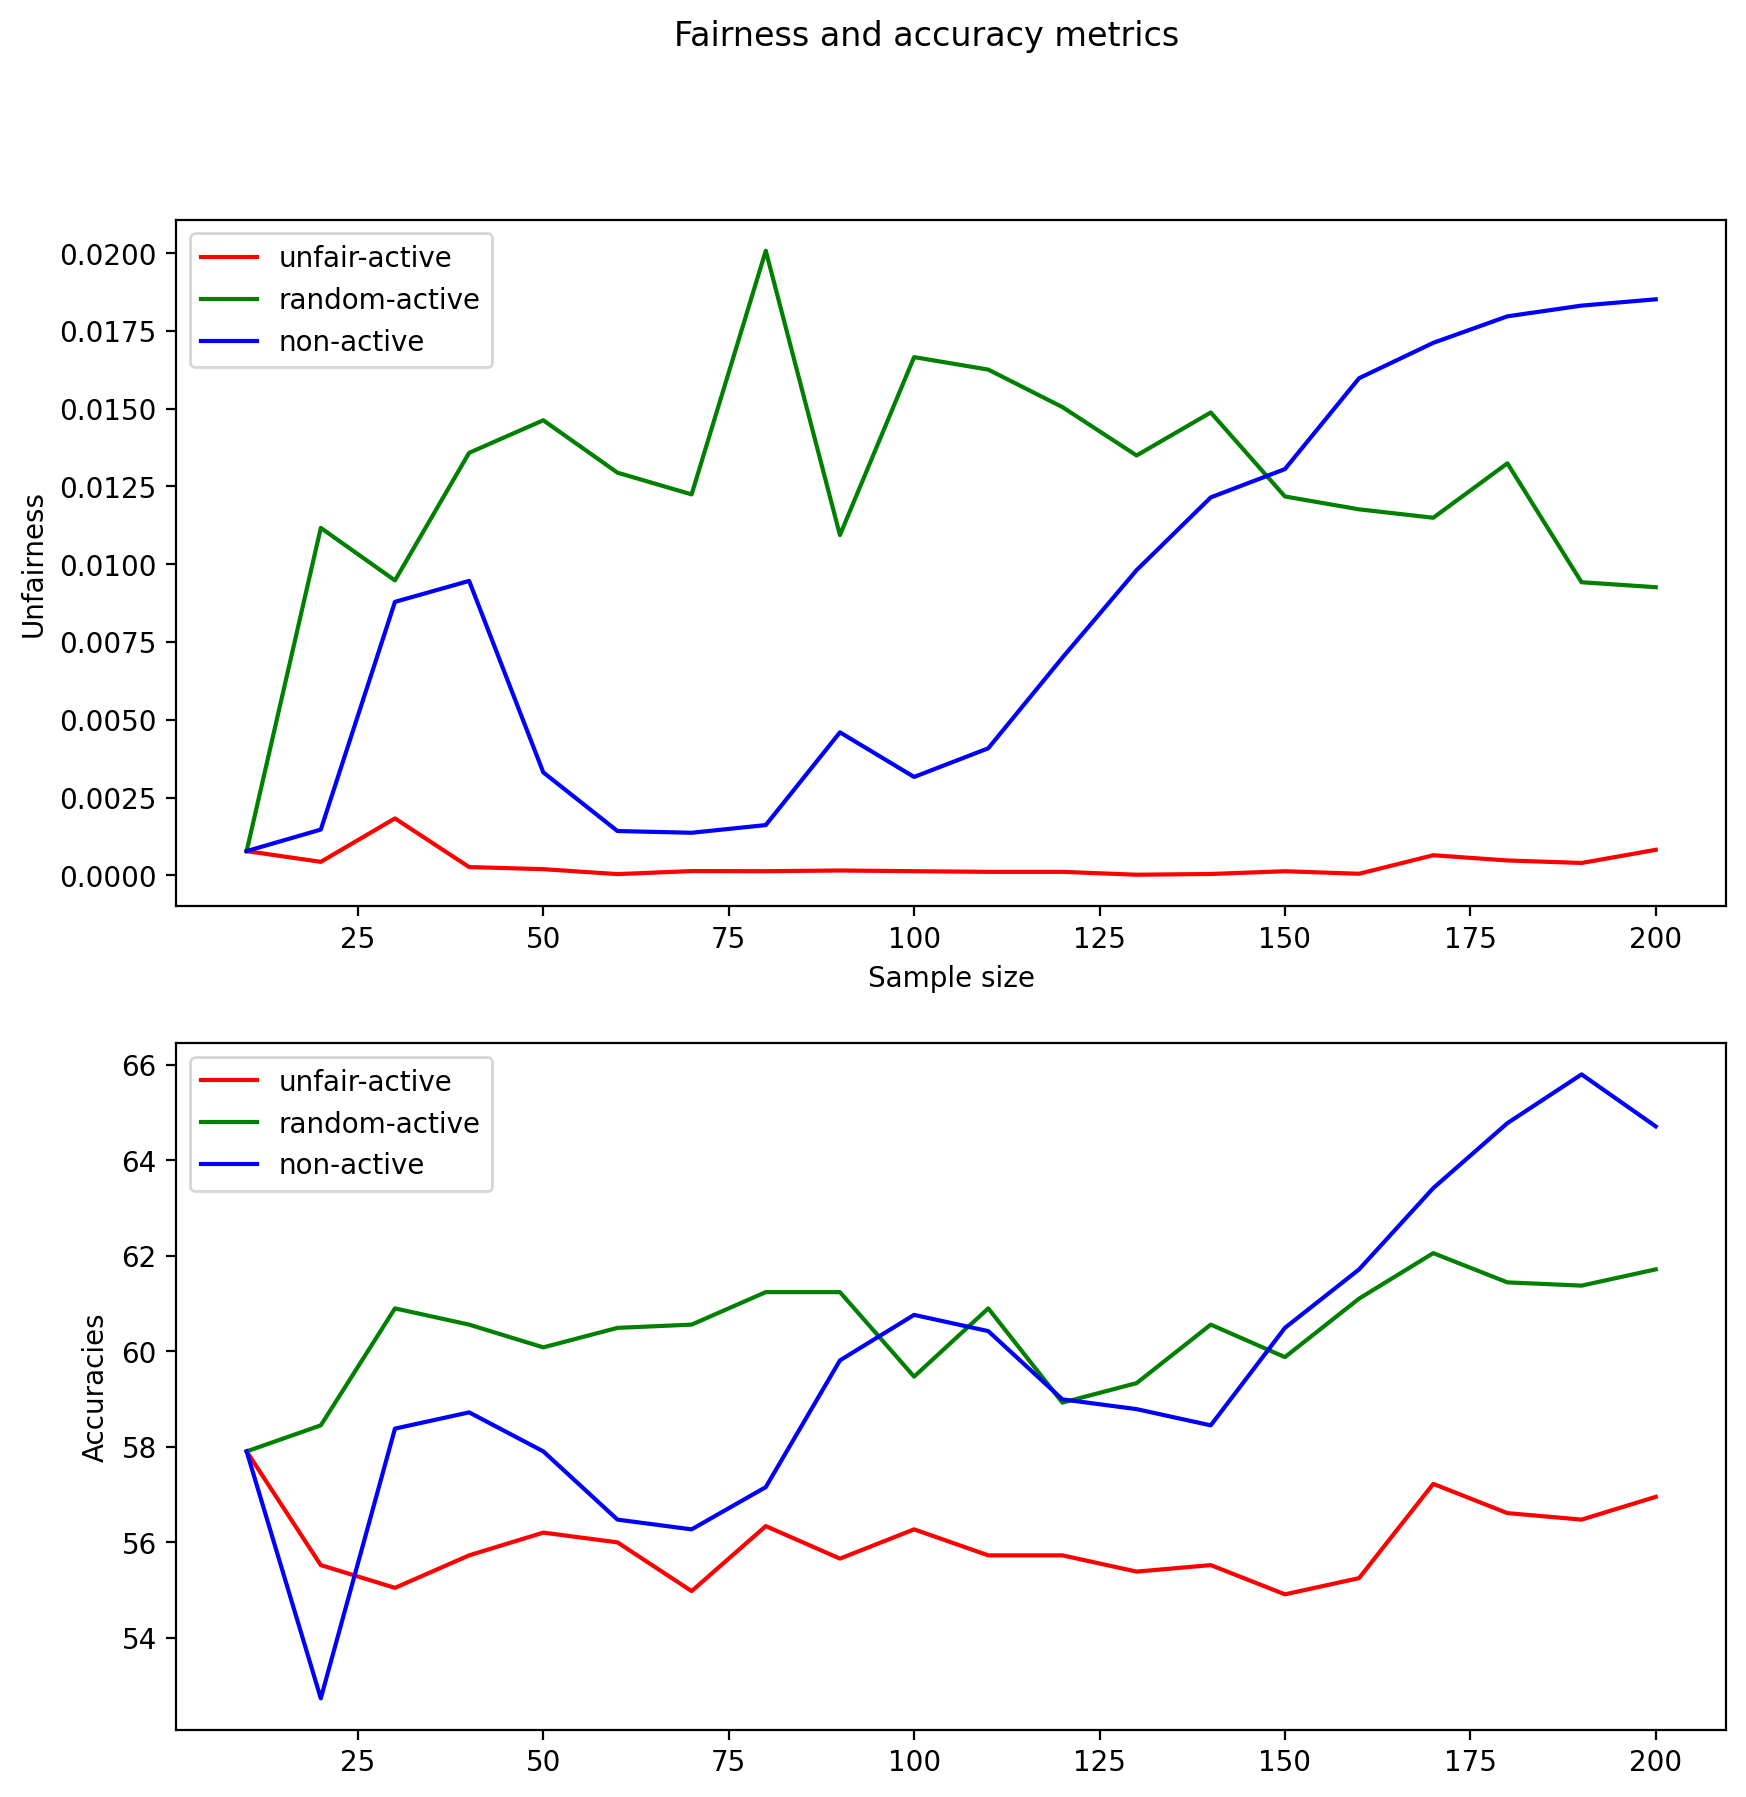 Fairness and accuracy metrics
unfair-active
random-active
non-active
0.0200
0.0175
0.0150
0.0125
0.0100
0.0075
0.0050
0.0025
0.0000
Unfairness
25 50 75 100 125 150 175 200
Sample size
unfair-active
random-active
non-active
66
64
62
60
58
56
54
Accuracies
25 50 75 100 125 150 175 200